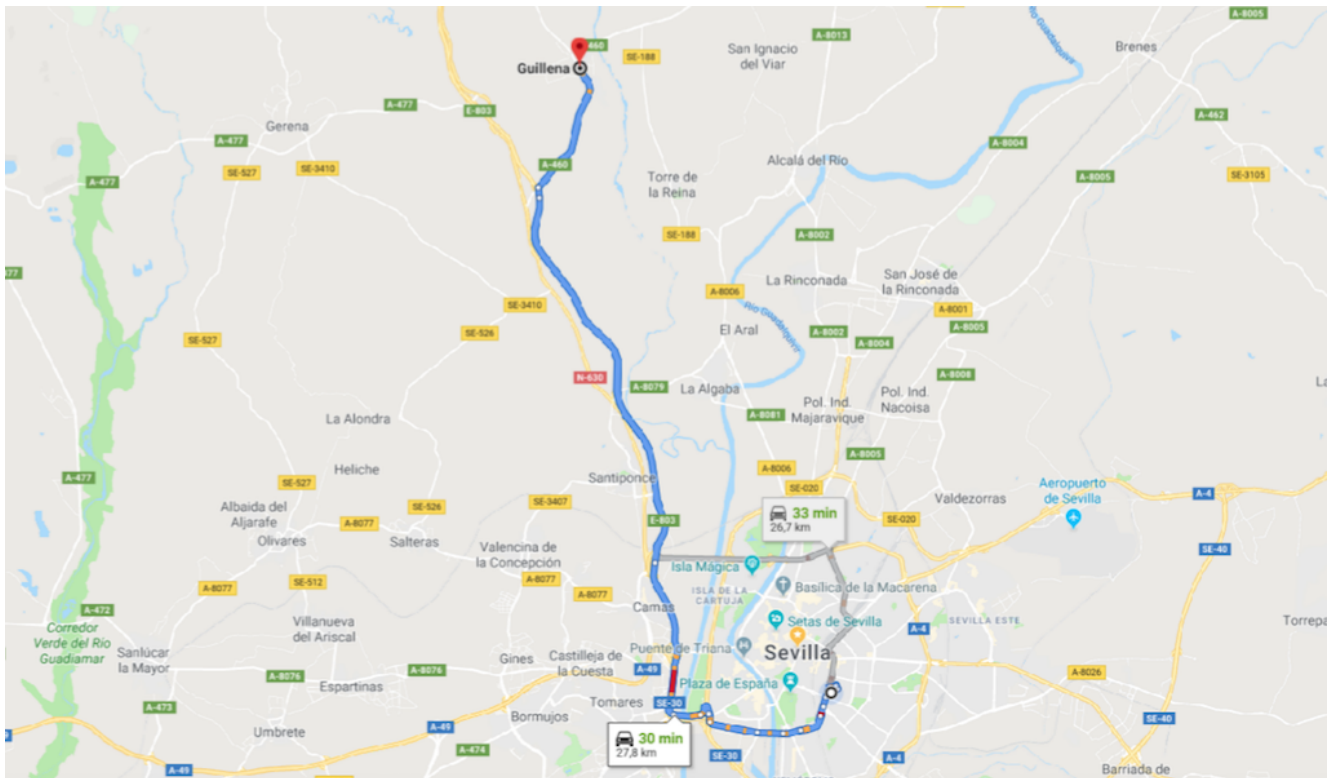 A-8005
Brenes
A-8013
San Ignacio
del Viar
460
SE-188
Río Guadalquivir
Guillena
A-477
E-803
Gerena
A-477
A-462
A-8004
A-460
Alcalá del Río
SE-527
SE-3410
A-477
Torre de
la Reina
A-8005
SE-3105
SE-188
A-8002
477
La Rinconada
San José de
la Rinconada
A-8006
SE-3410
Río Guadalquivir
A-8001
SE-527
SE-526
El Aral
A-8002
A-8004
A-8005
N-630
A-8079
La Algaba
A-8008
La
Pol. Ind.
Majaravique
Pol. Ind.
Nacoisa
A-8081
La Alondra
A-8005
Heliche
A-8006
A-477
SE-527
Santiponce
SE-020
Aeropuerto
de Sevilla
A-4
Valdezorras
Albaida del
Aljarafe
SE-526
SE-3407
33 min
26,7 km
A-8077
E-803
SE-020
Olivares
Salteras
Valencina de
la Concepción
SE-40
Isla Mágica
A-8077
SE-512
A-8077
A-8077
ISLA DE LA
CARTUJA
Basílica de la Macarena
A-472
Villanueva
del Ariscal
Camas
Setas de Sevilla
SEVILLA ESTE
Torrepa
Corredor
Verde del Río
Guadiamar
A-4
Sanlúcar
la Mayor
Puente de Triana
Sevilla
Gines
Castilleja de
la Cuesta
A-49
A-8076
A-8076
A-8026
Espartinas
Plaza de España
A-473
Tomares
SE-30
Bormujos
SE-40
Umbrete
A-49
30 min
27,8 km
A-474
SE-30
A-49
Barriada de